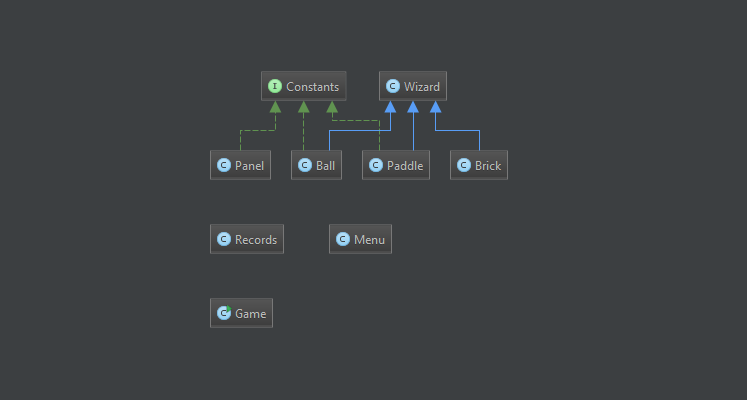 I Constants
C Wizard
C Panel
C Ball
C Paddle
C Brick
C Records
C Menu
C Game